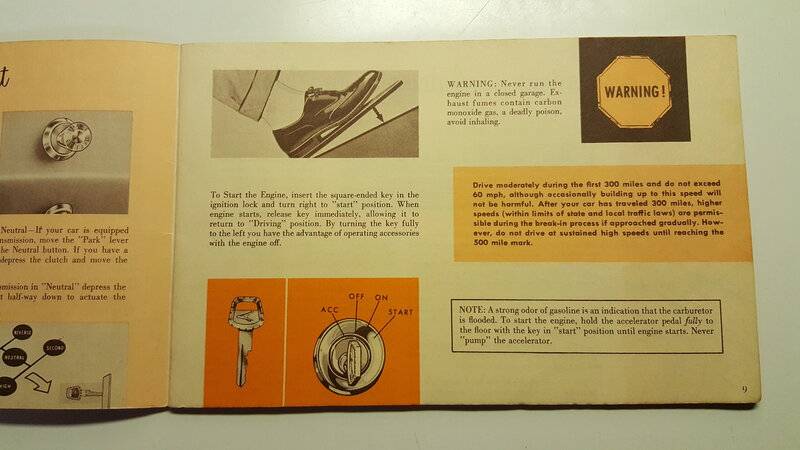 t
Neutral—If your car is equipped
nsmission, move the "Park" lever
he Neutral button. If you have a
depress the clutch and move the
mission in "Neutral" depress the
t half-way down to actuate the
REVERSE
SECOND
NEUTRAL
HIGH
To Start the Engine, insert the square-ended key in the
ignition lock and turn right to "start" position. When
engine starts, release key immediately, allowing it to
return to "Driving" position. By turning the key fully
to the left you have the advantage of operating accessories
with the engine off.
OFF
ON
ACC
START
WARNING: Never run the
engine in a closed garage. Ex-
haust fumes contain carbon
monoxide gas, a deadly poison,
avoid inhaling.
WARNING!
Drive moderately during the first 300 miles and do not exceed
60 mph, although occasionally building up to this speed will
not be harmful. After your car has traveled 300 miles, higher
speeds (within limits of state and local traffic laws) are permis-
sible during the break-in process if approached gradually. How-
ever, do not drive at sustained high speeds until reaching the
500 mile mark.
NOTE: A strong odor of gasoline is an indication that the carburetor
is flooded. To start the engine, hold the accelerator pedal fully to
the floor with the key in "start" position until engine starts. Never
"pump" the accelerator.
9